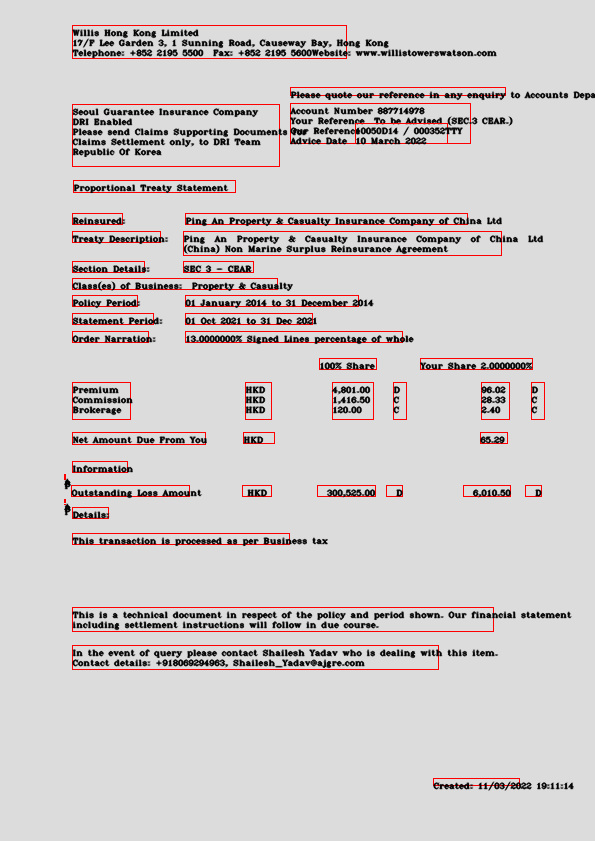 Willis Hong Kong Limited
17/F Lee Garden 3, 1 Sunning Road, Causeway Bay, Hong Kong
Telephone: +852 2195 5500 Fax: +852 2195 5600Website: www.willistowerswatson.com
Please quote our reference in any enquiry to Accounts Depa
Seoul Guarantee Insurance Company
DRI Enabled
Please send Claims Supporting Documents for
Claims Settlement only, to DRI Team
Republic Of Korea
Account Number 887714978
Your Reference To be Advised (SEC 3 CEAR.)
Our Reference 10050D14 / 000352TTY
Advice Date 10 March 2022
Proportional Treaty Statement
Reinsured: Ping An Property & Casualty Insurance Company of China Ltd
Treaty Description: Ping An Property & Casualty Insurance Company of China Ltd
(China) Non Marine Surplus Reinsurance Agreement
Section Details: SEC 3 - CEAR
Class(es) of Business: Property & Casualty
Policy Period: 01 January 2014 to 31 December 2014
Statement Period: 01 Oct 2021 to 31 Dec 2021
Order Narration: 13.0000000% Signed Lines percentage of whole
100% Share Your Share 2.0000000%
Premium HKD 4,801.00 D 96.02 D
Commission HKD 1,416.50 C 28.33 C
Brokerage HKD 120.00 C 2.40 C
Net Amount Due From You HKD 65.29
Information
Outstanding Loss Amount HKD 300,525.00 D 6,010.50 D
Details:
This transaction is processed as per Business tax
This is a technical document in respect of the policy and period shown. Our financial statement
including settlement instructions will follow in due course.
In the event of query please contact Shailesh Yadav who is dealing with this item.
Contact details: +918069294963, Shailesh_Yadav@ajgre.com
Created: 11/03/2022 19:11:14